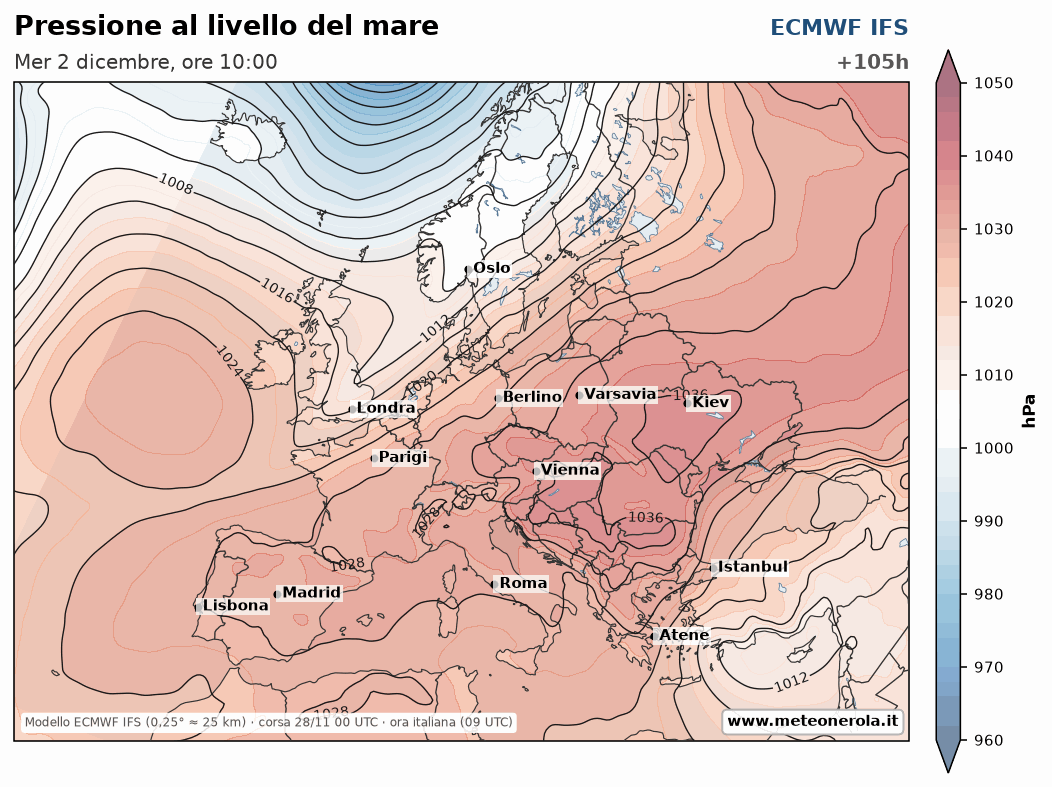 Pressione al livello del mare
ECMWF IFS
Mer 2 dicembre, ore 10:00
+105h
1050
1040
1030
1020
1010
1000
990
980
970
960
hPa
1008
1016
1024
1012
1020
1036
1028
1036
1028
1012
1028
Oslo
Londra
Berlino
Varsavia
Kiev
Parigi
Vienna
Istanbul
Roma
Madrid
Lisbona
Atene
Modello ECMWF IFS (0,25° ≈ 25 km) · corsa 28/11 00 UTC · ora italiana (09 UTC)
www.meteonerola.it